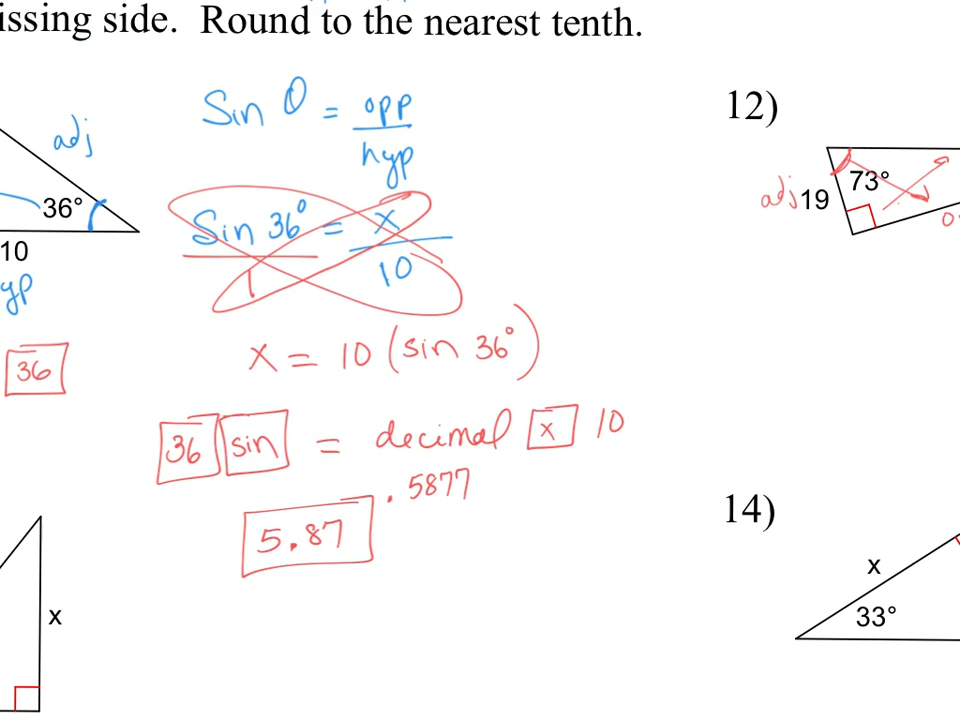 issing side. Round to the nearest tenth.
adj
36°
10
yp
36
Sin θ = opp
hyp
Sin 36° = x
1 10
x = 10 (sin 36°)
36 sin = decimal x 10
.5877
5.87
x
12)
adj 19 73°
14)
x
33°